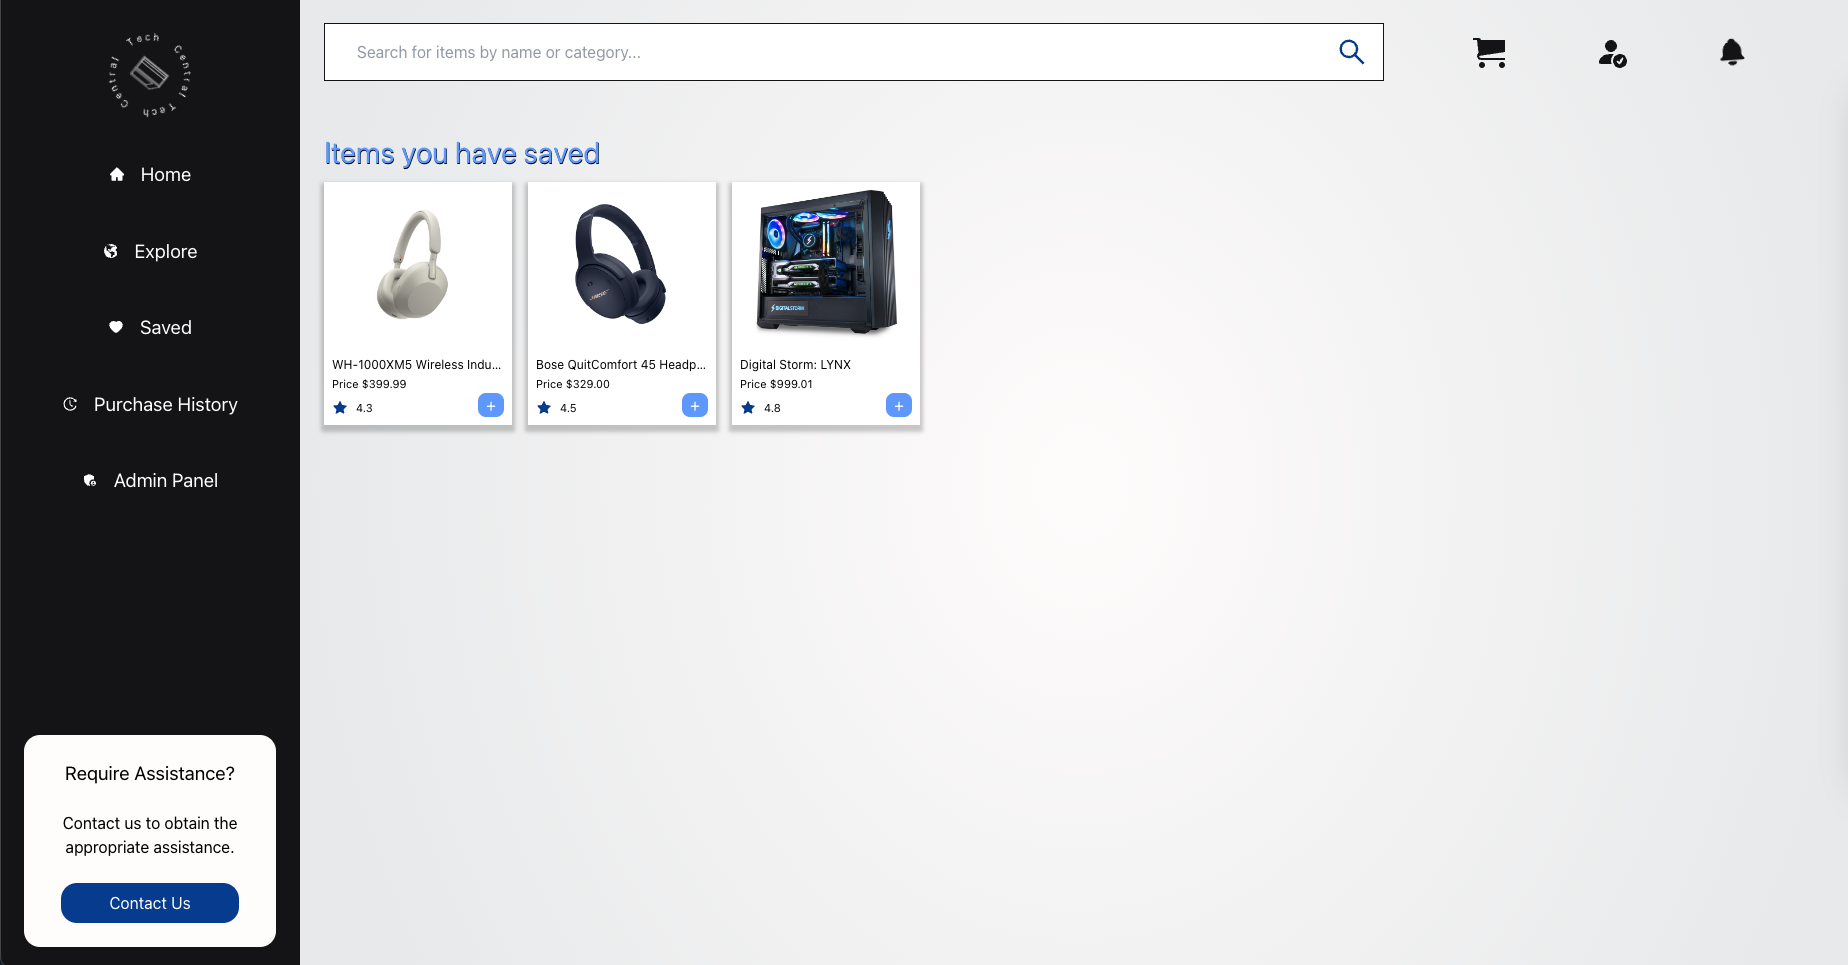 Tech Central Tech Central
Home
Explore
Saved
Purchase History
Admin Panel
Require Assistance?
Contact us to obtain the
appropriate assistance.
Contact Us
Search for items by name or category...
Items you have saved
WH-1000XM5 Wireless Indu...
Price $399.99
4.3
+
BOSE
Bose QuitComfort 45 Headp...
Price $329.00
4.5
+
DIGITALSTORM
Digital Storm: LYNX
Price $999.01
4.8
+